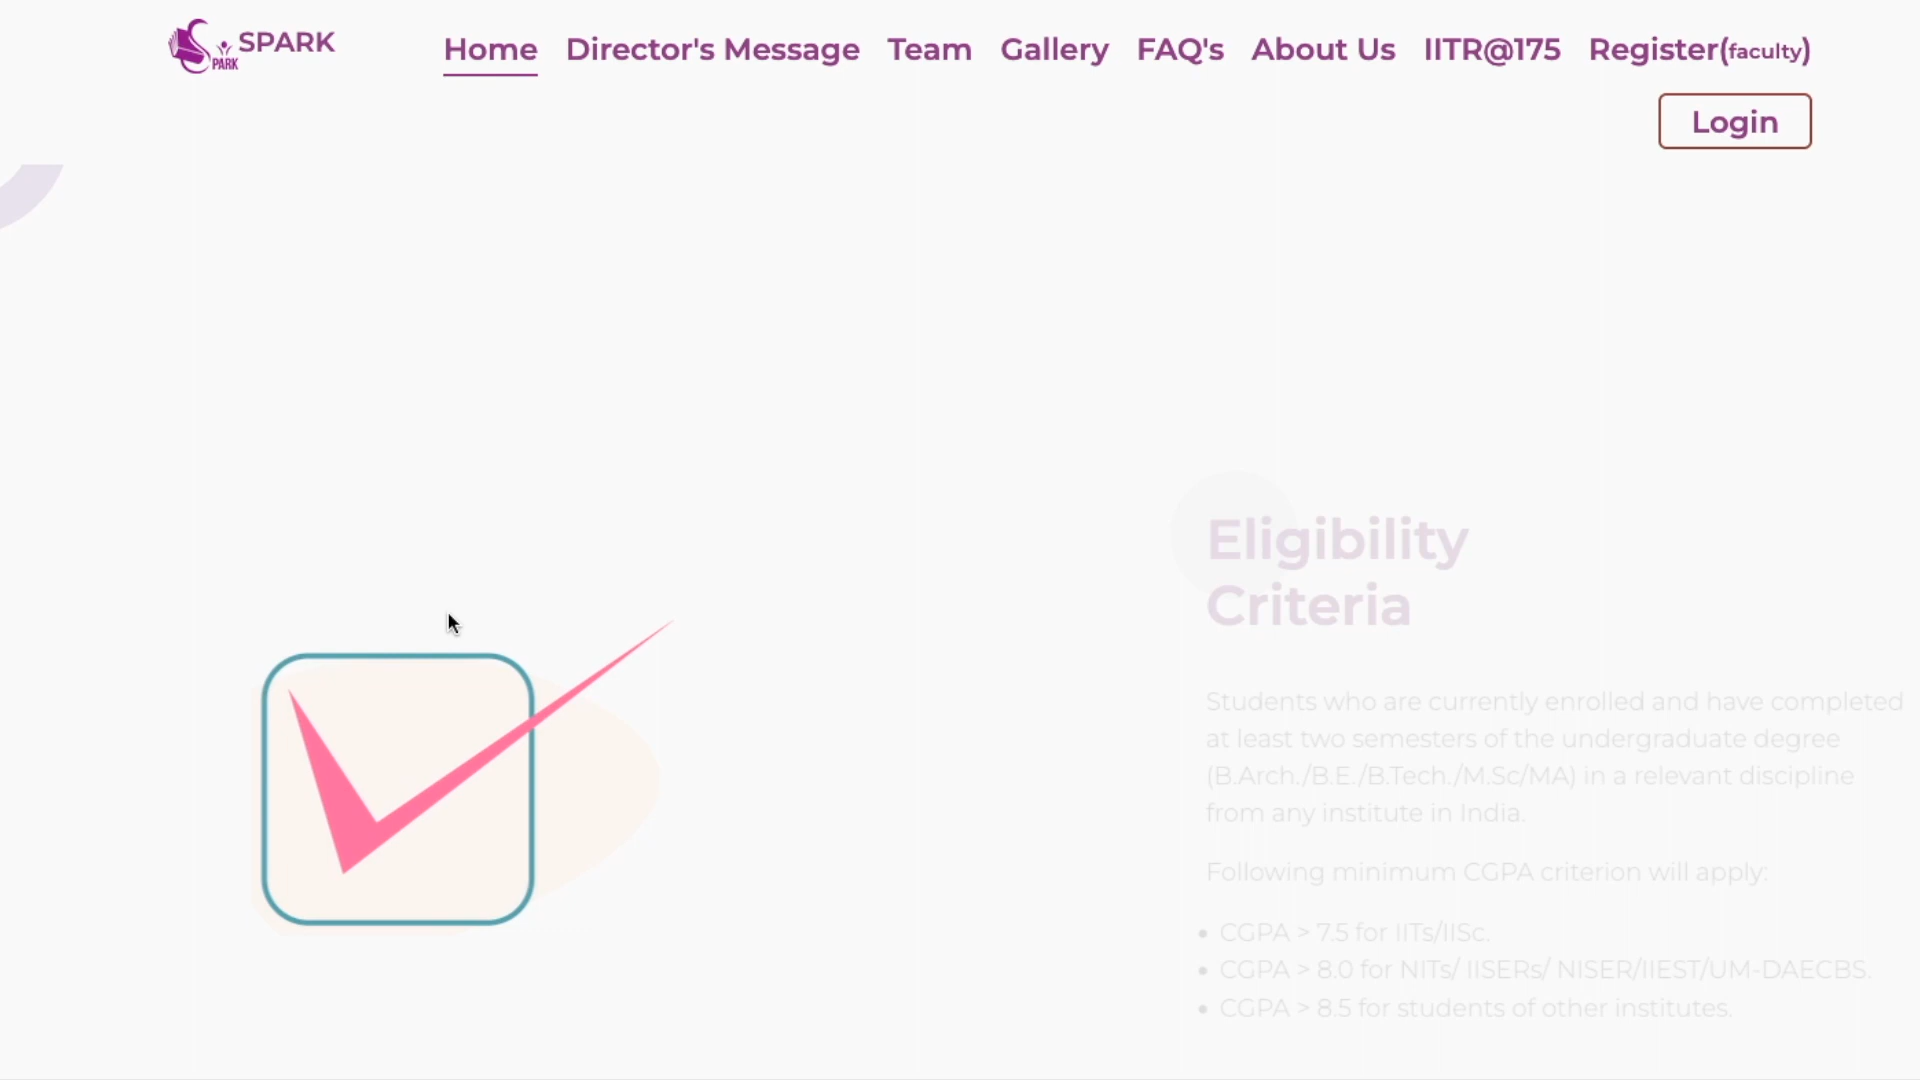 PARK
SPARK
Home Director's Message Team Gallery FAQ's About Us IITR@175 Register(faculty)
Login
Eligibility
Criteria
Students who are currently enrolled and have completed
at least two semesters of the undergraduate degree
(B.Arch./B.E./B.Tech./M.Sc/MA) in a relevant discipline
from any institute in India.
Following minimum CGPA criterion will apply:
• CGPA > 7.5 for IITs/IISc.
• CGPA > 8.0 for NITs/ IISERs/ NISER/IIEST/UM-DAECBS.
• CGPA > 8.5 for students of other institutes.